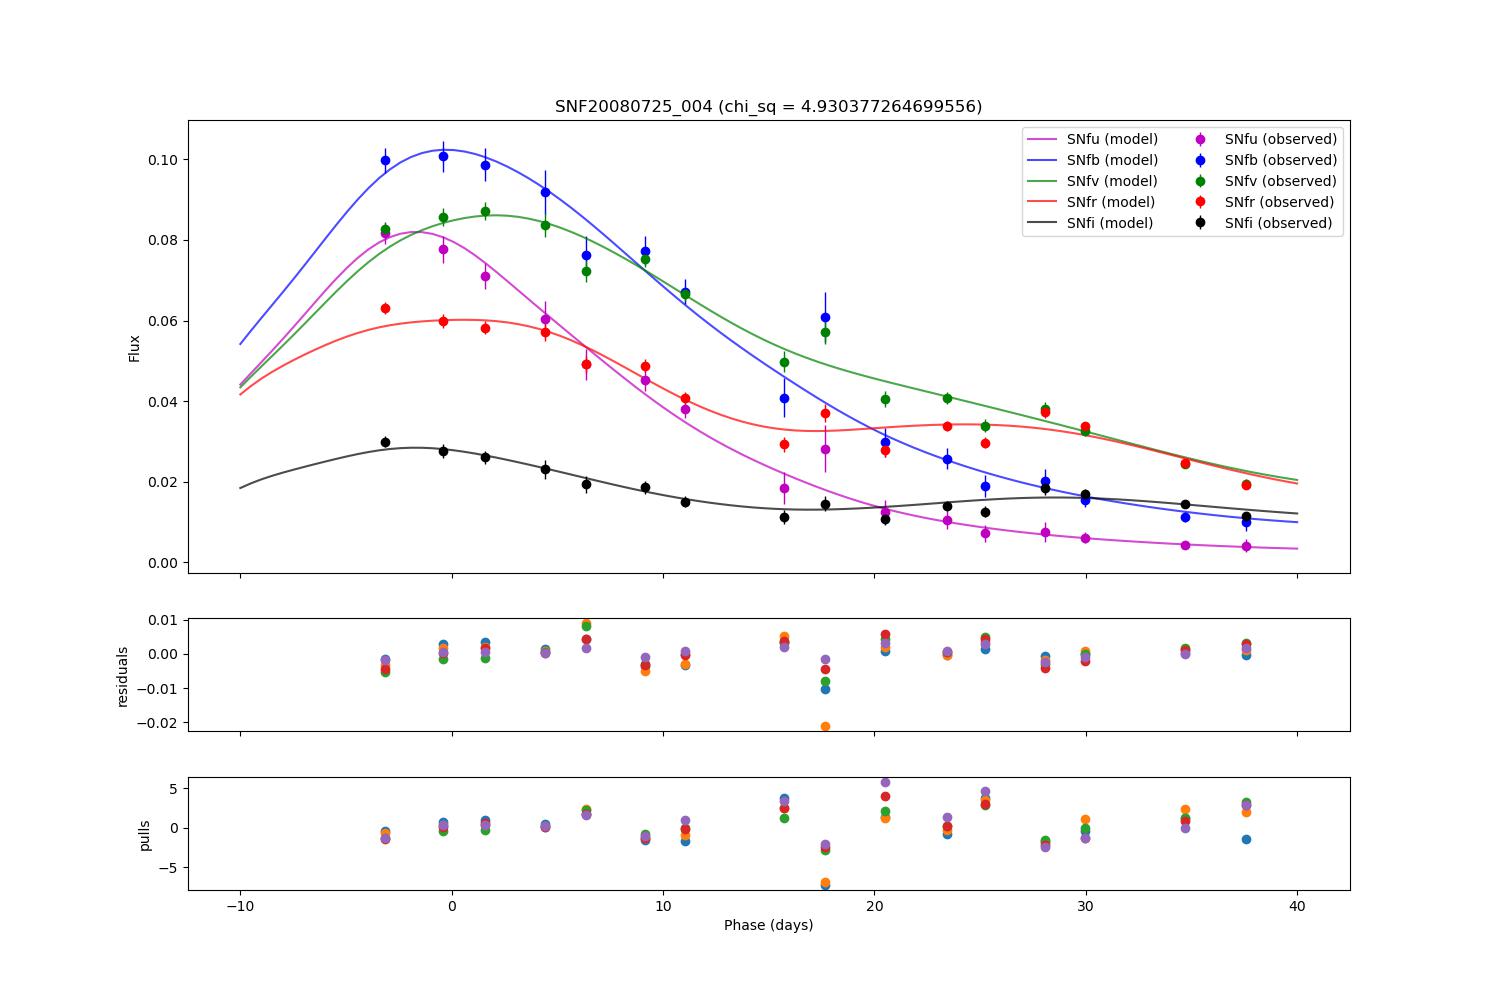 SNF20080725_004 (chi_sq = 4.930377264699556)
SNfu (model) SNfu (observed)
SNfb (model) SNfb (observed)
SNfv (model) SNfv (observed)
SNfr (model) SNfr (observed)
SNfi (model) SNfi (observed)
Flux
0.10
0.08
0.06
0.04
0.02
0.00
residuals
0.01
0.00
−0.01
−0.02
pulls
5
0
−5
−10 0 10 20 30 40
Phase (days)